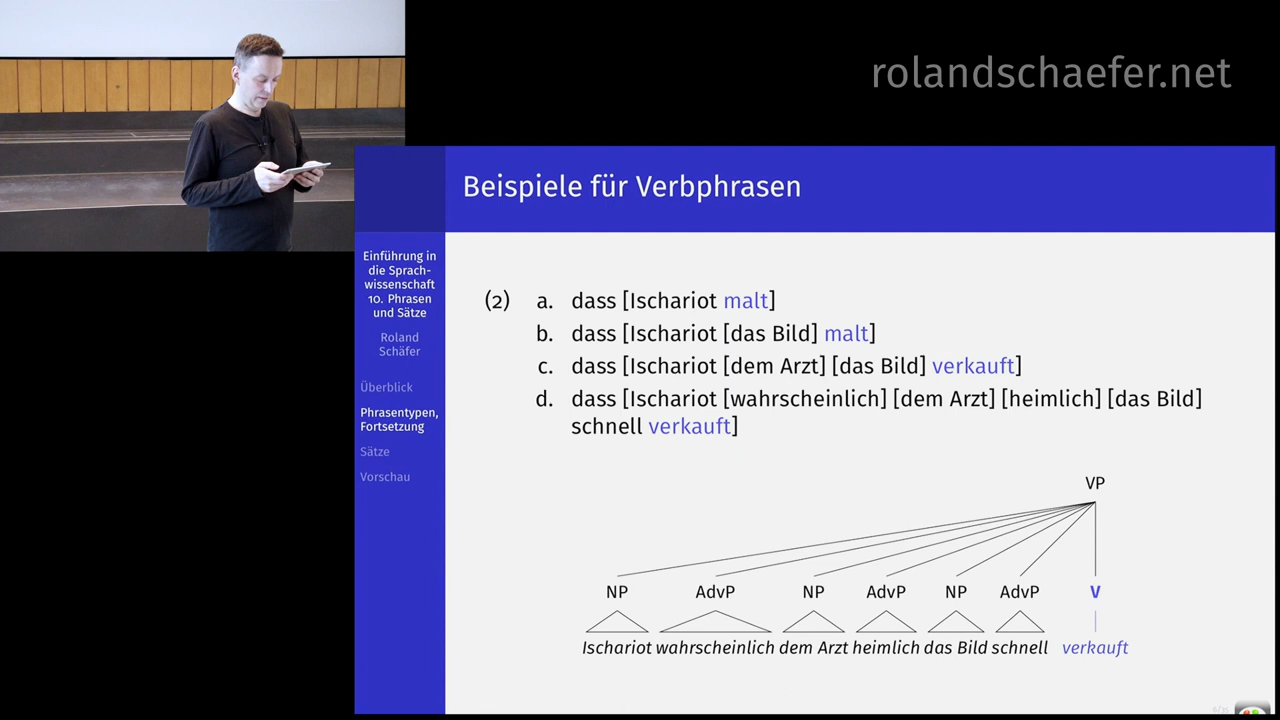 rolandschaefer.net
Beispiele für Verbphrasen
Einführung in
die Sprach-
wissenschaft
10. Phrasen
und Sätze
Roland
Schäfer
Überblick
Phrasentypen,
Fortsetzung
Sätze
Vorschau
(2) a. dass [Ischariot malt]
b. dass [Ischariot [das Bild] malt]
c. dass [Ischariot [dem Arzt] [das Bild] verkauft]
d. dass [Ischariot [wahrscheinlich] [dem Arzt] [heimlich] [das Bild]
schnell verkauft]
VP
NP AdvP NP AdvP NP AdvP V
Ischariot wahrscheinlich dem Arzt heimlich das Bild schnell verkauft